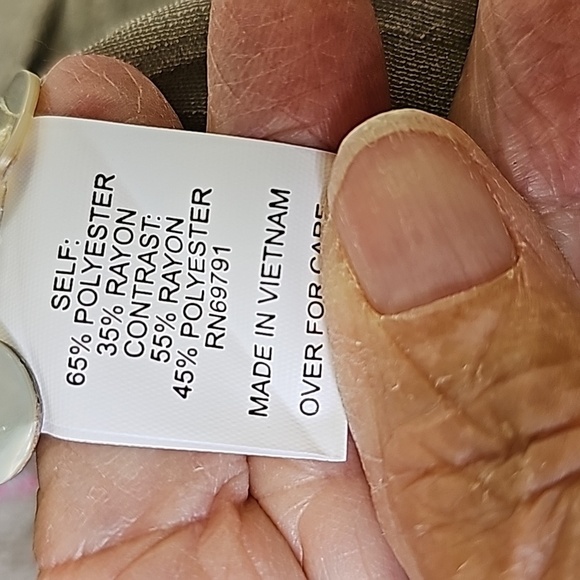 SELF:
65% POLYESTER
35% RAYON
CONTRAST:
55% RAYON
45% POLYESTER
RN69791
MADE IN VIETNAM
OVER FOR CARE